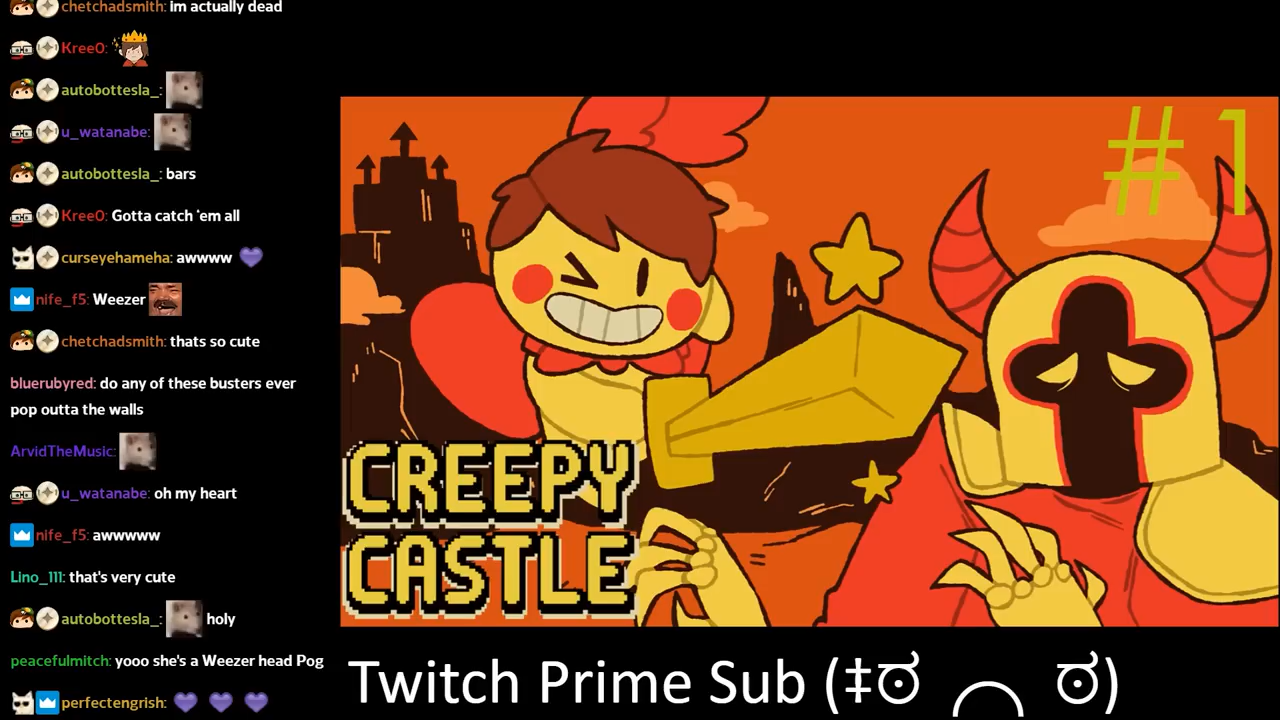 chetchadsmith: im actually dead
KreeO:
autobottesla_:
u_watanabe:
autobottesla_: bars
KreeO: Gotta catch 'em all
curseyehameha: awwww
nife_f5: Weezer
chetchadsmith: thats so cute
bluerubyred: do any of these busters ever
pop outta the walls
ArvidTheMusic:
u_watanabe: oh my heart
nife_f5: awwwww
Lino_111: that's very cute
autobottesla_: holy
peacefulmitch: yooo she's a Weezer head Pog
perfectengrish:
#1
CREEPY
CASTLE
Twitch Prime Sub (‡ಠ ⁀ ಠ)